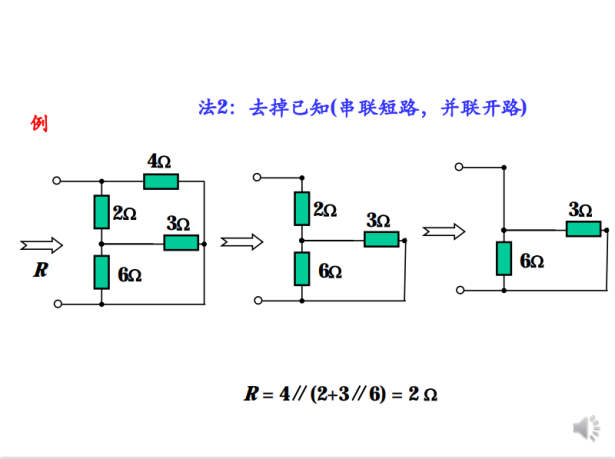 法2：去掉已知(串联短路，并联开路)
例
4Ω
2Ω
3Ω
6Ω
R
2Ω
3Ω
6Ω
3Ω
6Ω
R = 4∥(2+3∥6) = 2 Ω